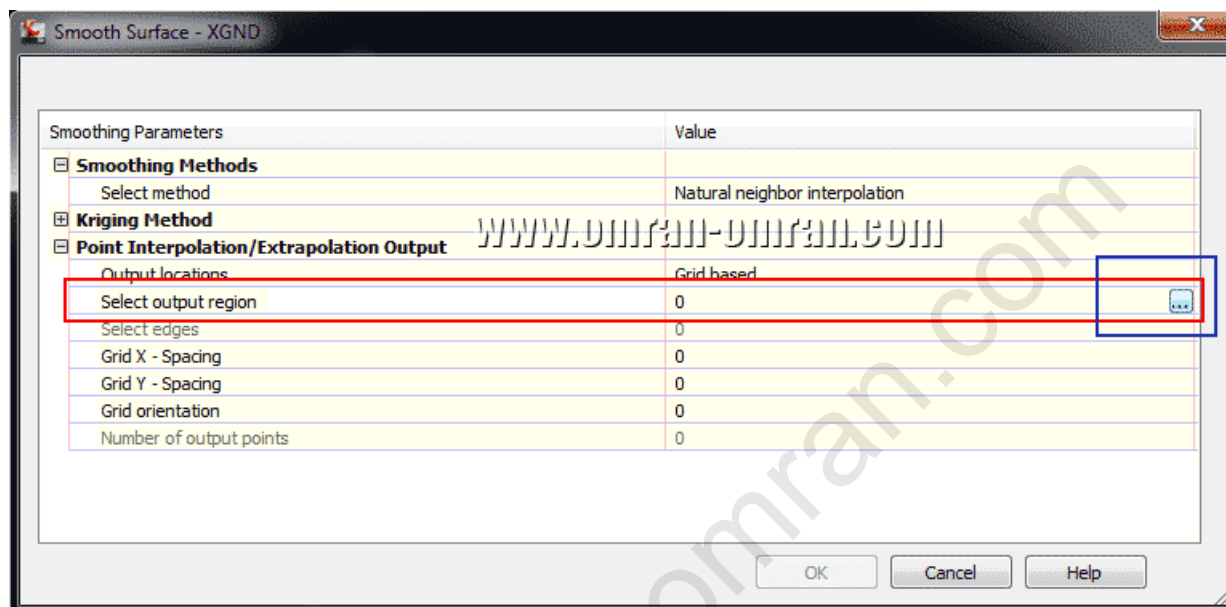 Smooth Surface - XGND
Smoothing Parameters Value
Smoothing Methods
Select method Natural neighbor interpolation
Kriging Method
www.omran-omran.com
Point Interpolation/Extrapolation Output
Output locations Grid based
Select output region 0 ...
Select edges 0
Grid X - Spacing 0
Grid Y - Spacing 0
Grid orientation 0
Number of output points 0
omran.com
OK Cancel Help